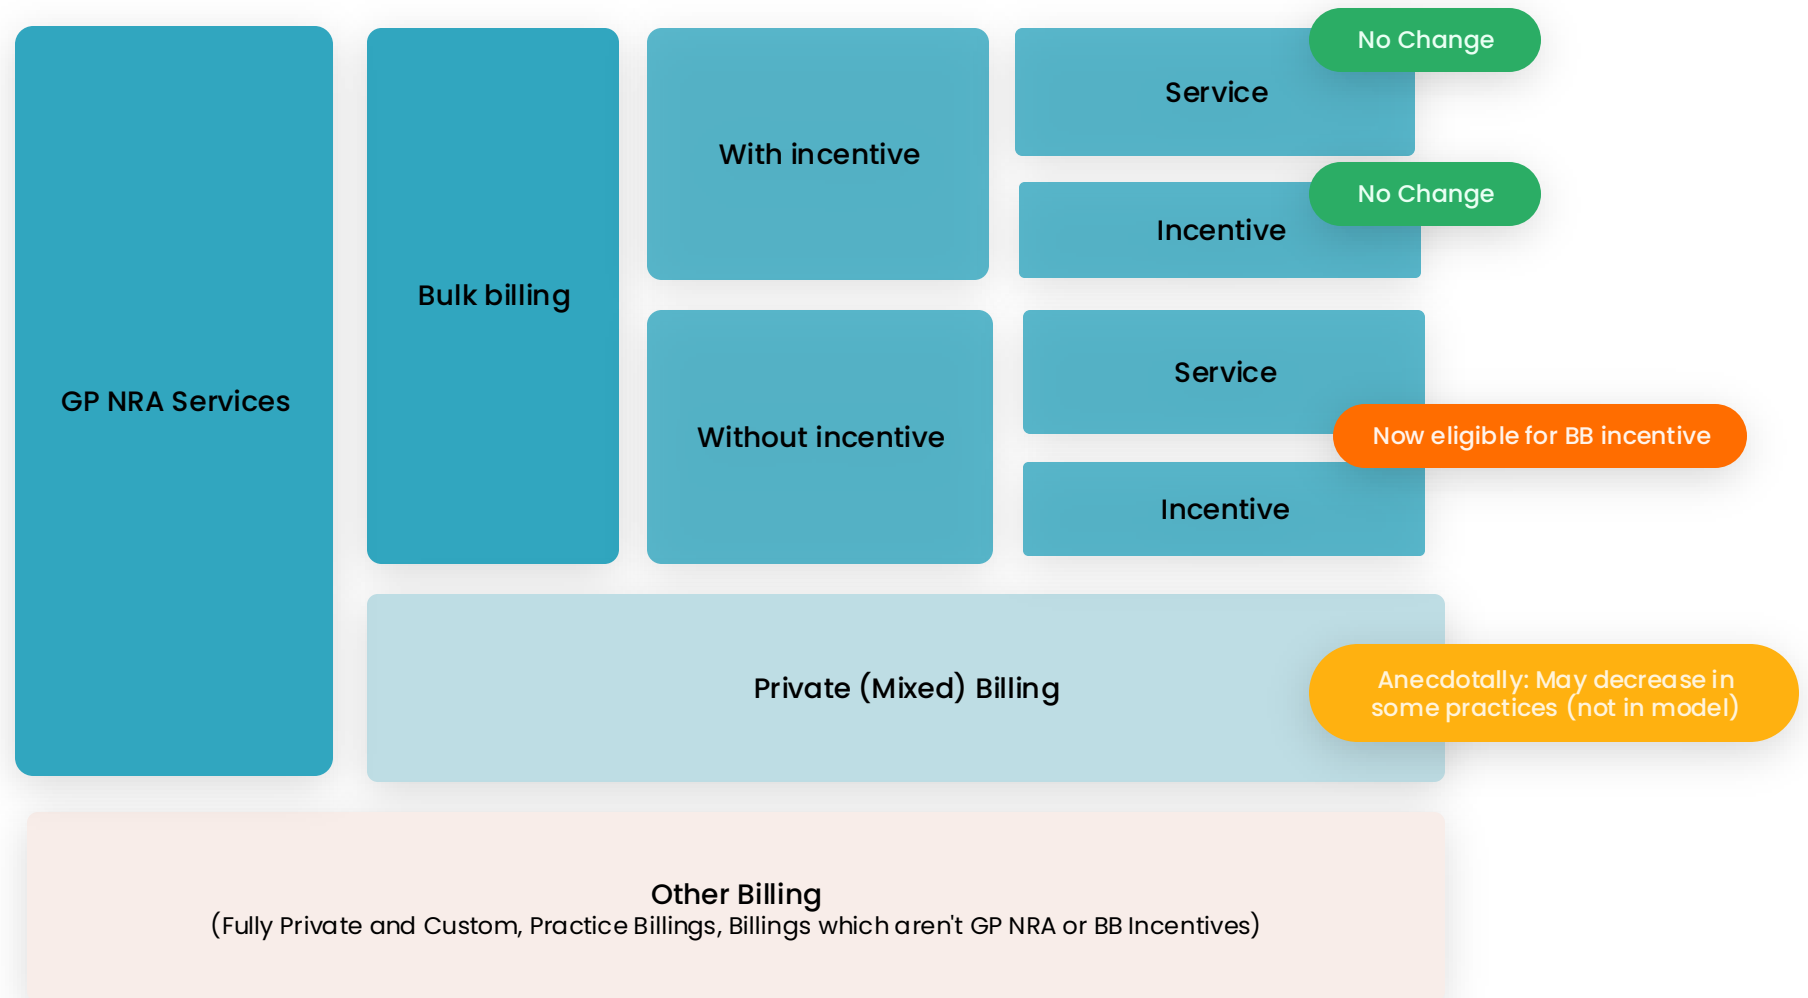 No Change
Service
With incentive
No Change
Incentive
Bulk billing
Service
GP NRA Services
Without incentive
Now eligible for BB incentive
Incentive
Private (Mixed) Billing
Anecdotally: May decrease in
some practices (not in model)
Other Billing
(Fully Private and Custom, Practice Billings, Billings which aren't GP NRA or BB Incentives)